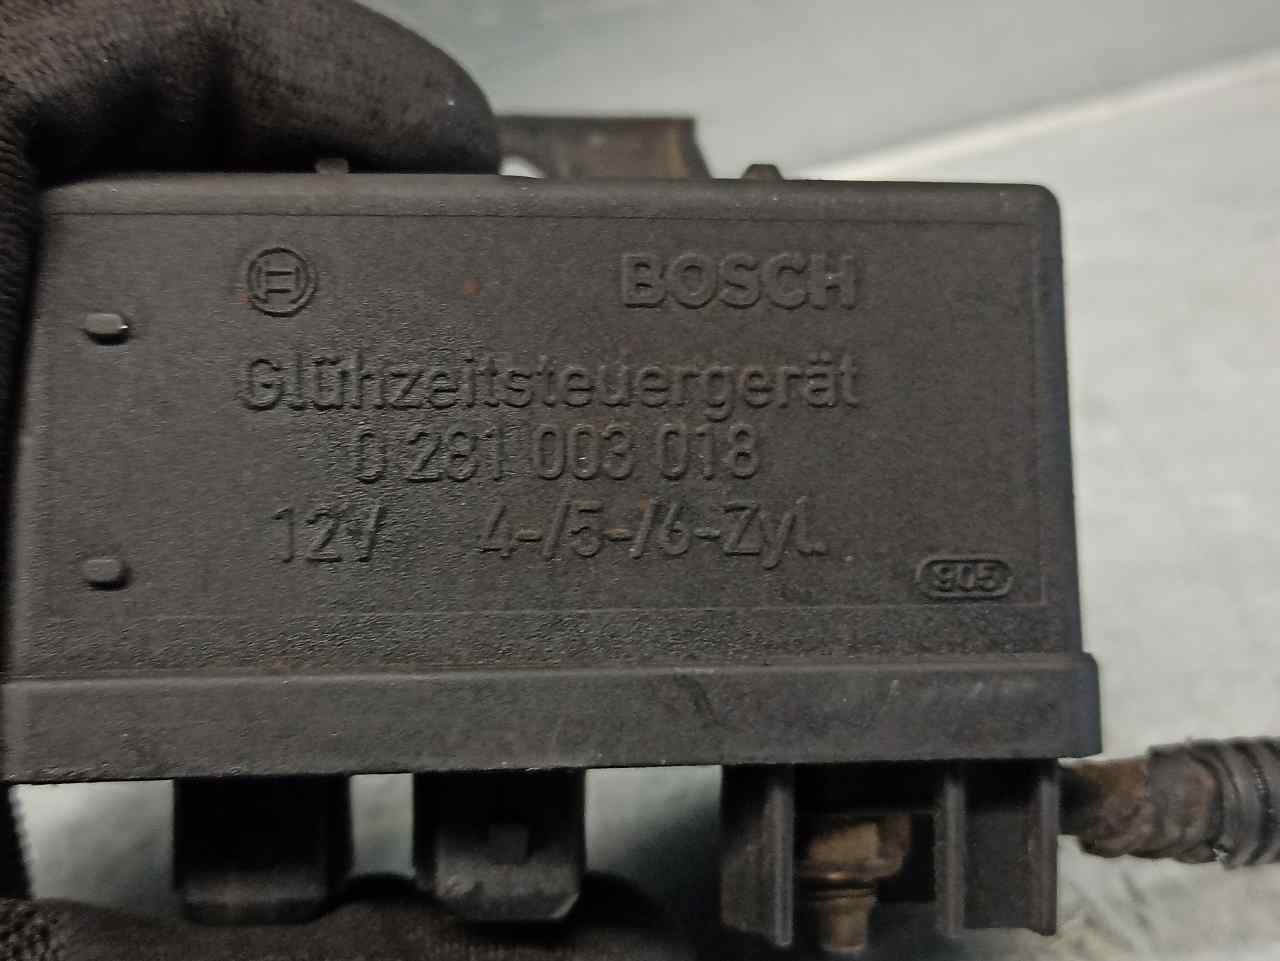 BOSCH
Glühzeitsteuergerät
0 281 003 018
12V 4-/5-/6-Zyl.
905